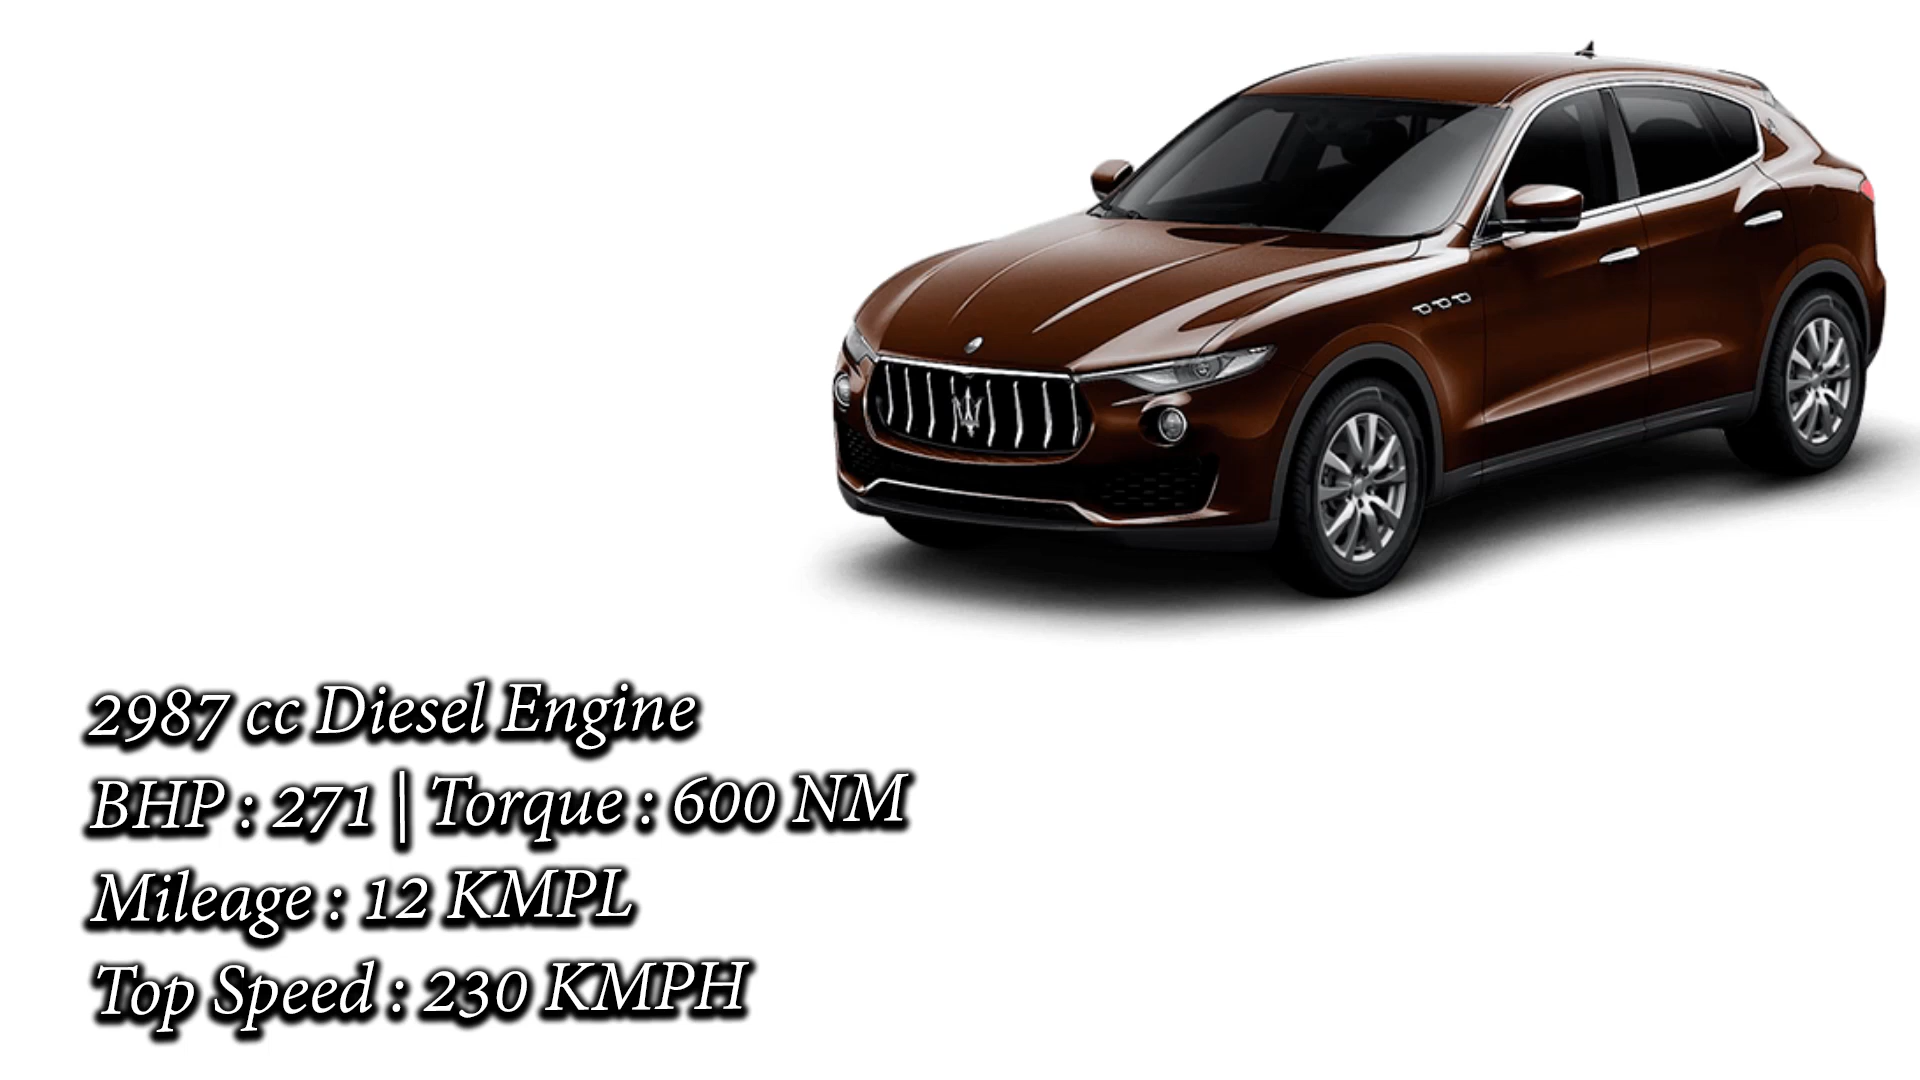 2987 cc Diesel Engine
BHP : 271 | Torque : 600 NM
Mileage : 12 KMPL
Top Speed : 230 KMPH